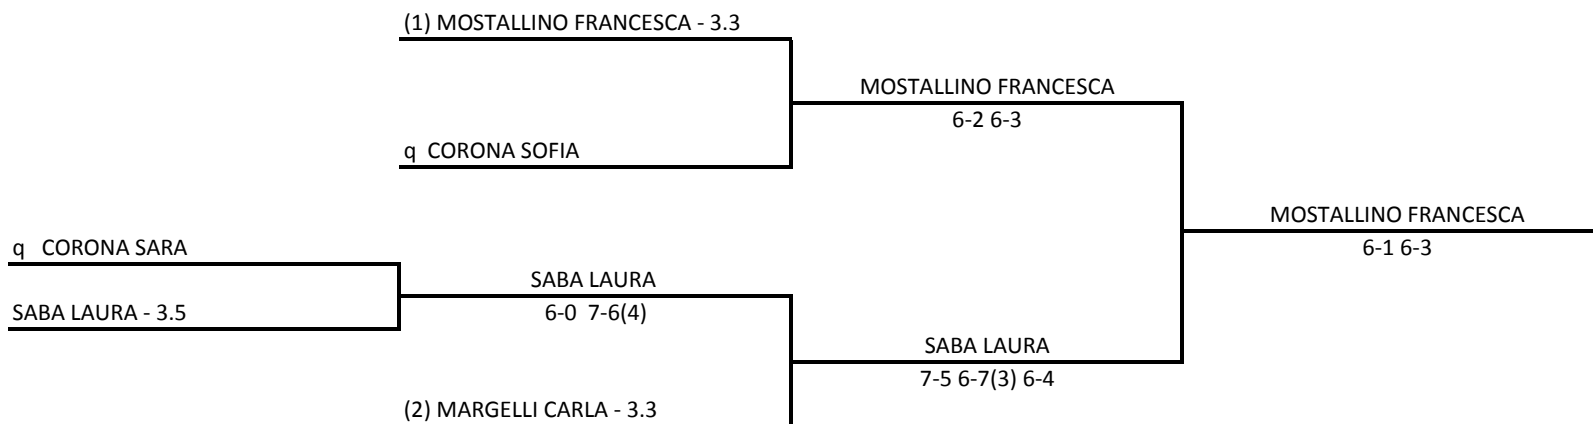 (1) MOSTALLINO FRANCESCA - 3.3
MOSTALLINO FRANCESCA
6-2 6-3
q CORONA SOFIA
MOSTALLINO FRANCESCA
6-1 6-3
q CORONA SARA
SABA LAURA
6-0 7-6(4)
SABA LAURA - 3.5
SABA LAURA
7-5 6-7(3) 6-4
(2) MARGELLI CARLA - 3.3